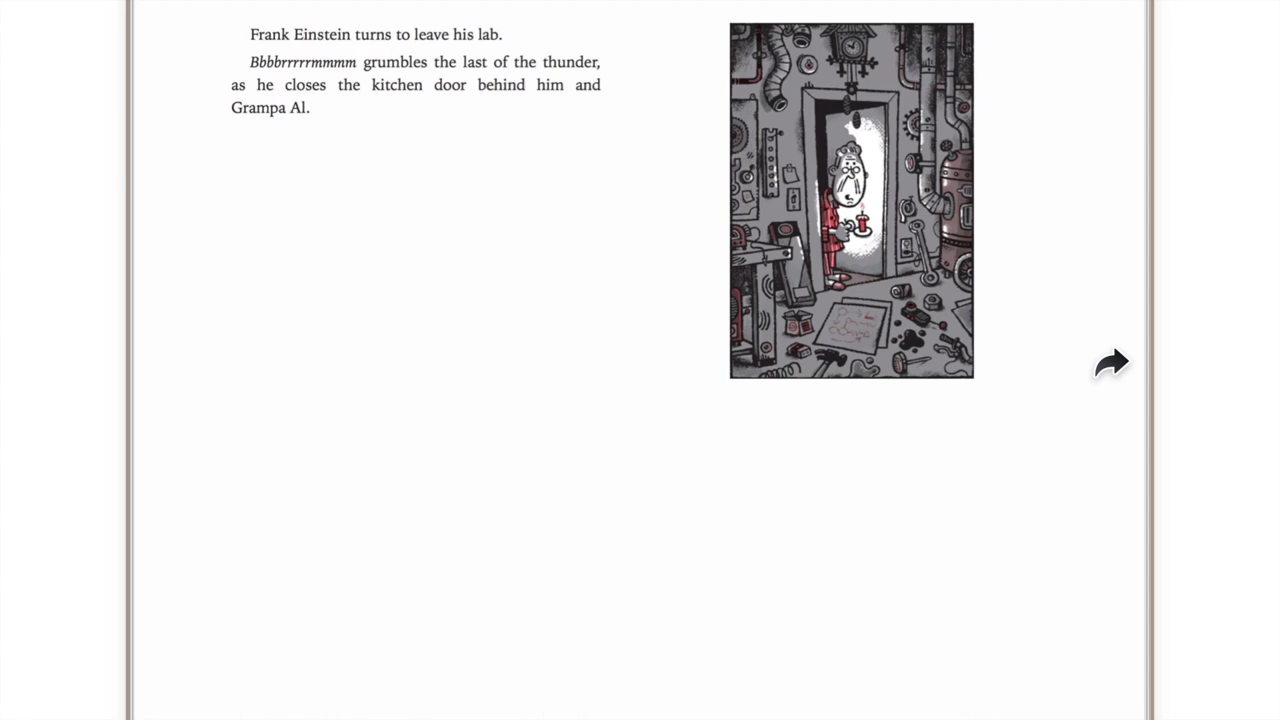 Frank Einstein turns to leave his lab.
Bbbbrrrrrmmmm grumbles the last of the thunder,
as he closes the kitchen door behind him and
Grampa Al.